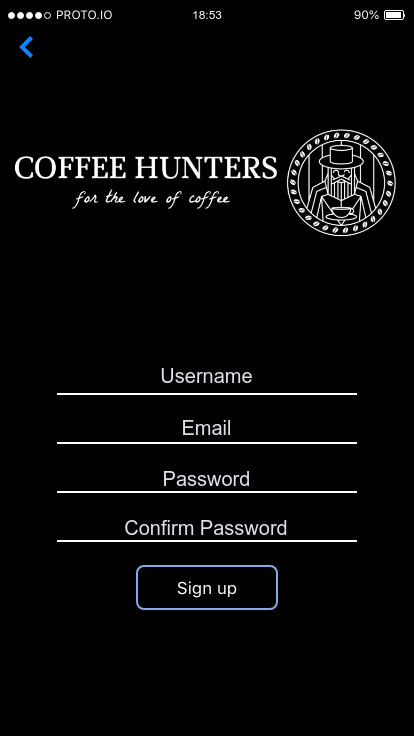 PROTO.IO 18:53 90%
COFFEE HUNTERS
for the love of coffee
Username
Email
Password
Confirm Password
Sign up